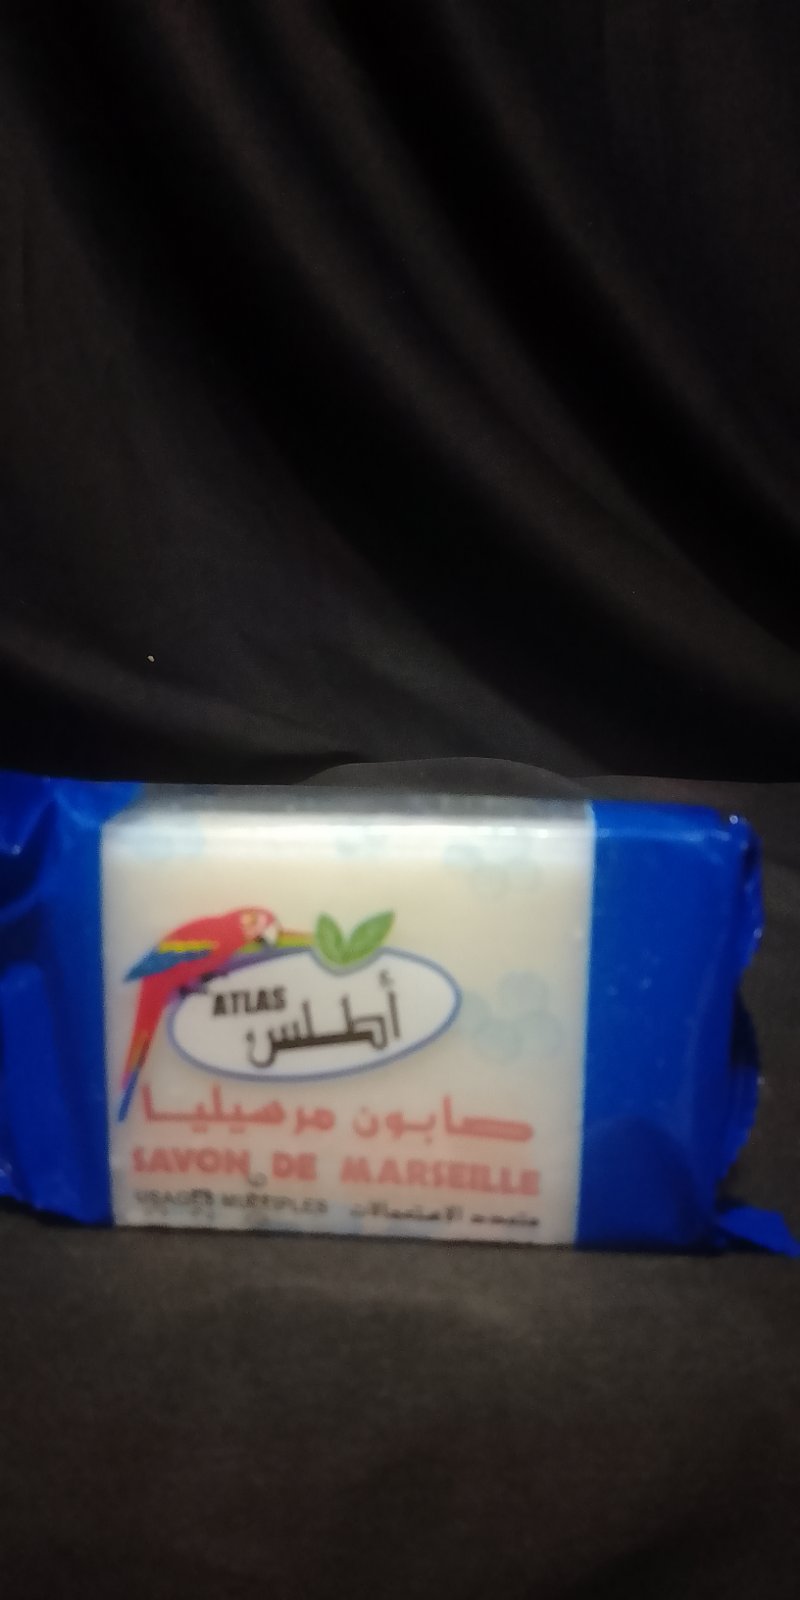 ATLAS
أطلس
صابون مرسيليا
SAVON DE MARSEILLE
USAGES MULTIPLES متعدد الاستعمالات